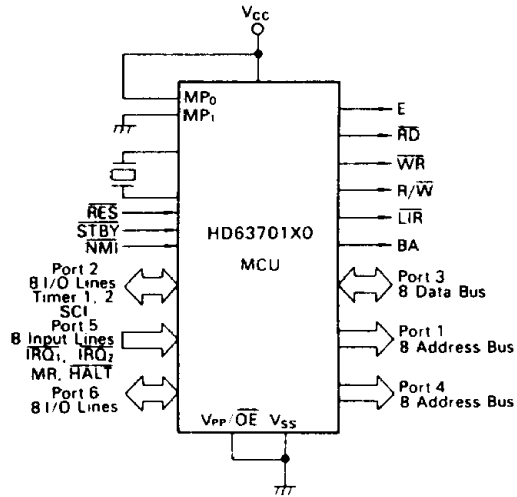 VCC
MP0
MP1
RES
STBY
NMI
Port 2
8 I/O Lines
Timer 1, 2
SCI
Port 5
8 Input Lines
IRQ1, IRQ2
MR, HALT
Port 6
8 I/O Lines
HD63701X0
MCU
VPP/OE VSS
E
RD
WR
R/W
LIR
BA
Port 3
8 Data Bus
Port 1
8 Address Bus
Port 4
8 Address Bus